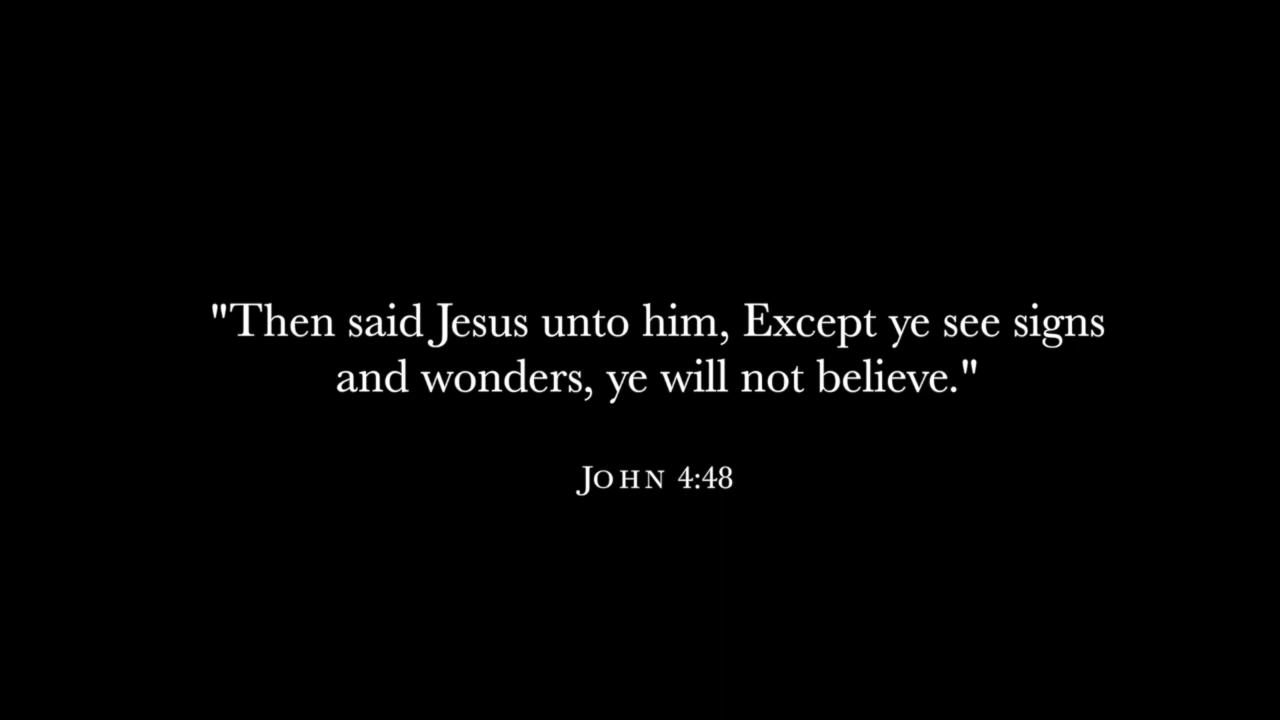 "Then said Jesus unto him, Except ye see signs
and wonders, ye will not believe."
John 4:48